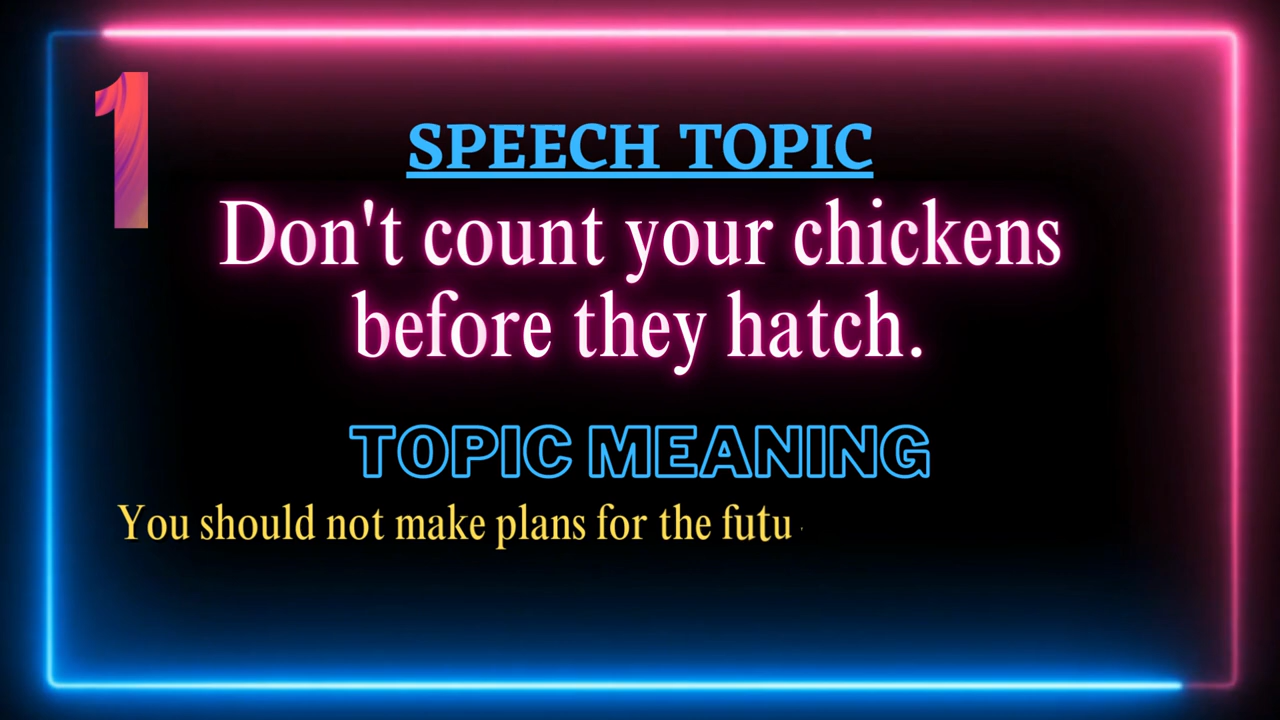 1
SPEECH TOPIC
Don't count your chickens
before they hatch.
TOPIC MEANING
You should not make plans for the futu